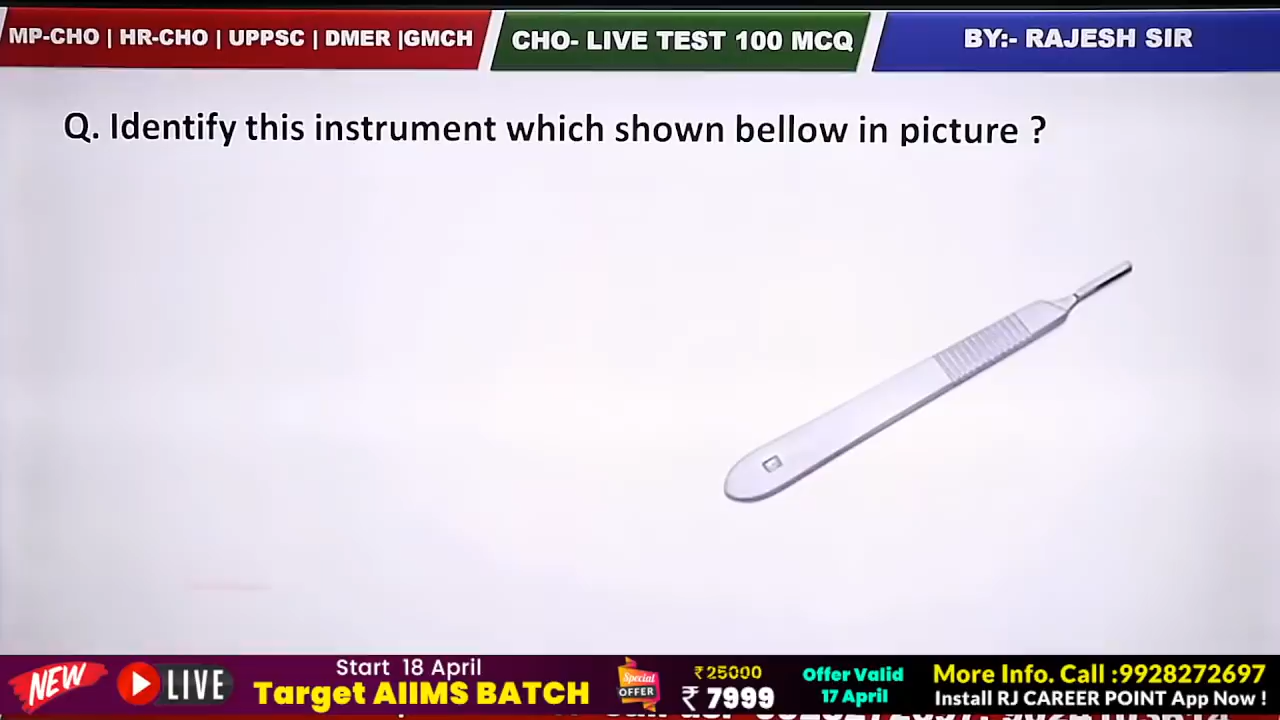 MP-CHO | HR-CHO | UPPSC | DMER |GMCH
CHO- LIVE TEST 100 MCQ
BY:- RAJESH SIR
Q. Identify this instrument which shown bellow in picture ?
NEW
LIVE
Start 18 April
Target AIIMS BATCH
Special
OFFER
₹25000
₹ 7999
Offer Valid
17 April
More Info. Call :9928272697
Install RJ CAREER POINT App Now !